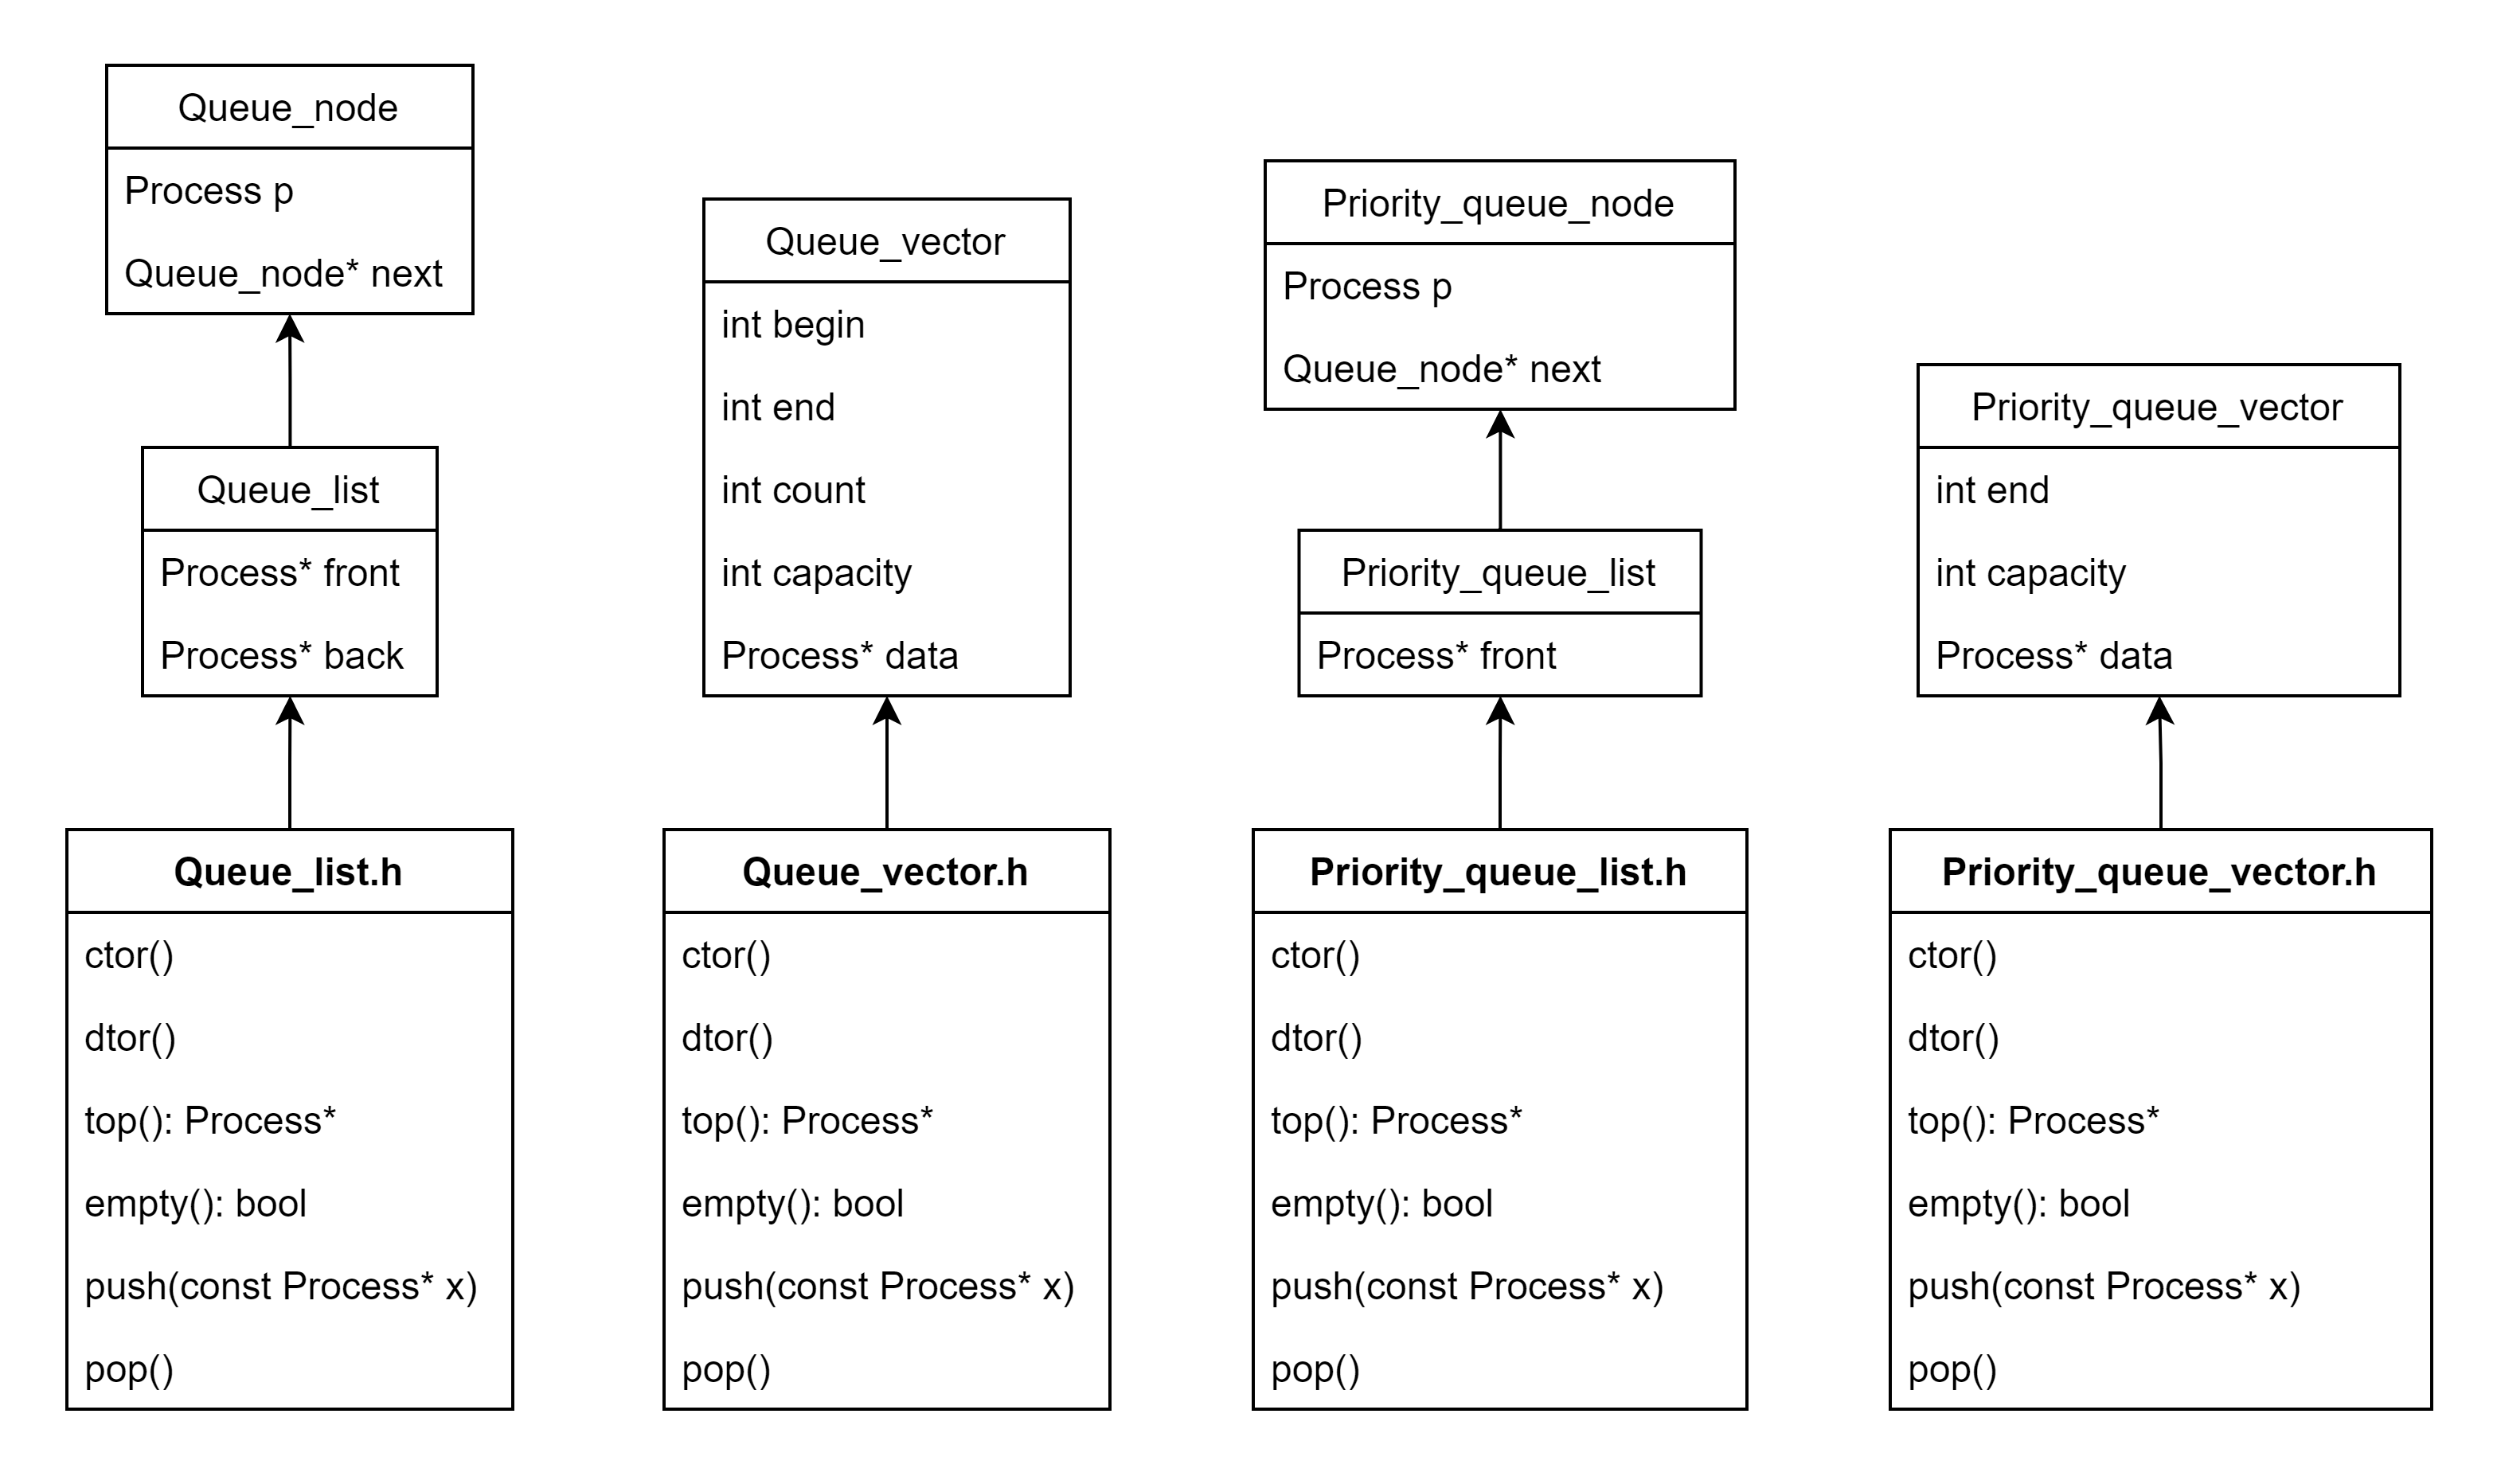 Queue_node
Process p
Queue_node* next
Queue_list
Process* front
Process* back
Queue_list.h
ctor()
dtor()
top(): Process*
empty(): bool
push(const Process* x)
pop()
Queue_vector
int begin
int end
int count
int capacity
Process* data
Queue_vector.h
ctor()
dtor()
top(): Process*
empty(): bool
push(const Process* x)
pop()
Priority_queue_node
Process p
Queue_node* next
Priority_queue_list
Process* front
Priority_queue_list.h
ctor()
dtor()
top(): Process*
empty(): bool
push(const Process* x)
pop()
Priority_queue_vector
int end
int capacity
Process* data
Priority_queue_vector.h
ctor()
dtor()
top(): Process*
empty(): bool
push(const Process* x)
pop()